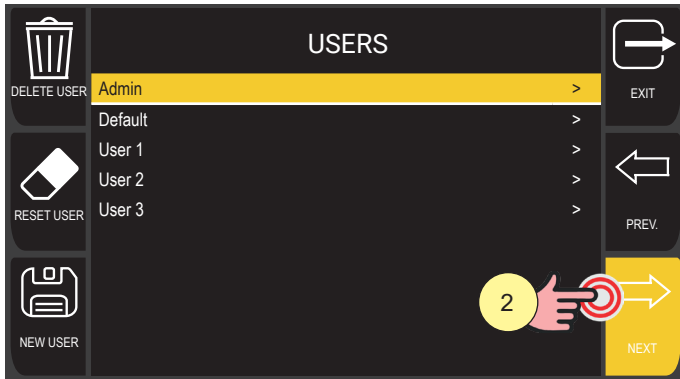 USERS
DELETE USER
RESET USER
NEW USER
Admin >
Default >
User 1 >
User 2 >
User 3 >
2
EXIT
PREV.
NEXT